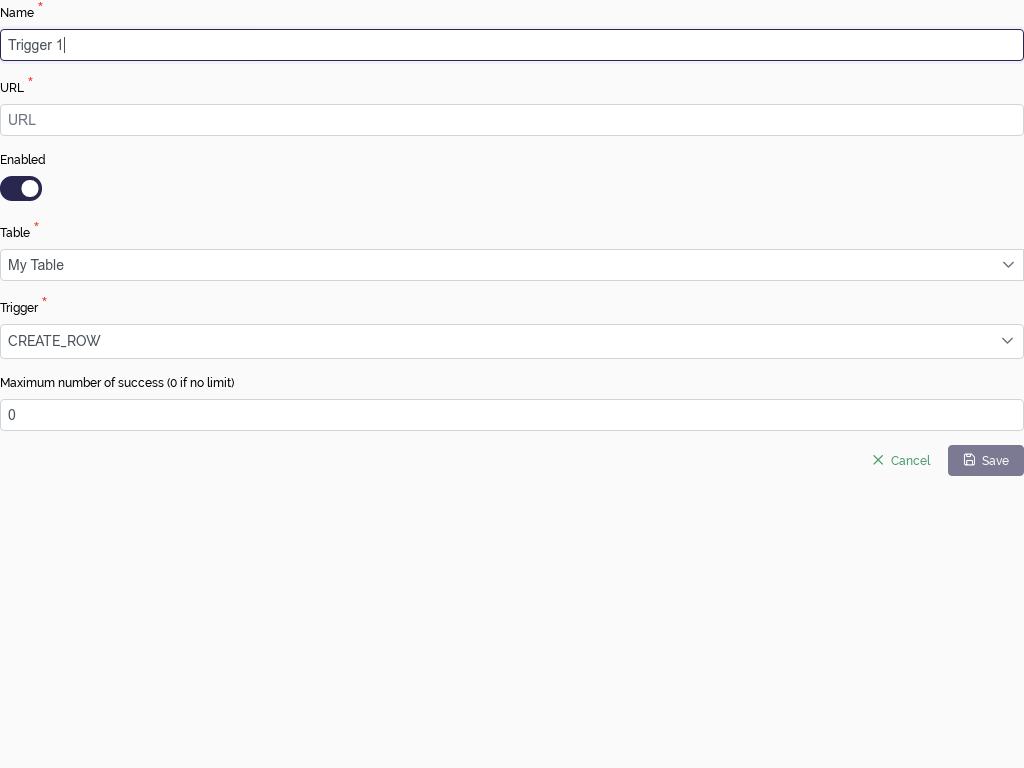 Name *
Trigger 1
URL *
URL
Enabled
Table *
My Table
Trigger *
CREATE_ROW
Maximum number of success (0 if no limit)
0
Cancel
Save